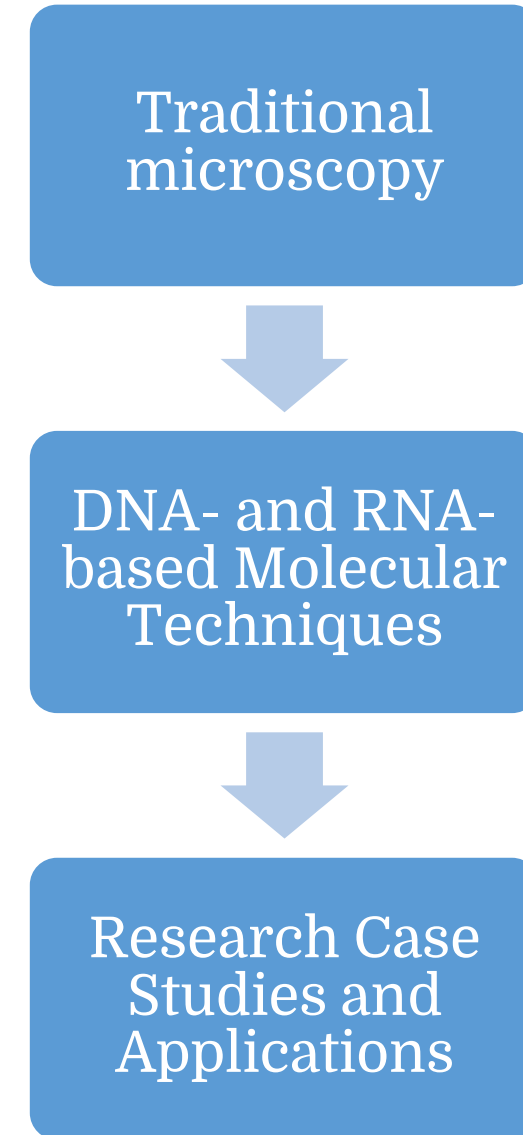 Traditional
microscopy
DNA- and RNA-
based Molecular
Techniques
Research Case
Studies and
Applications